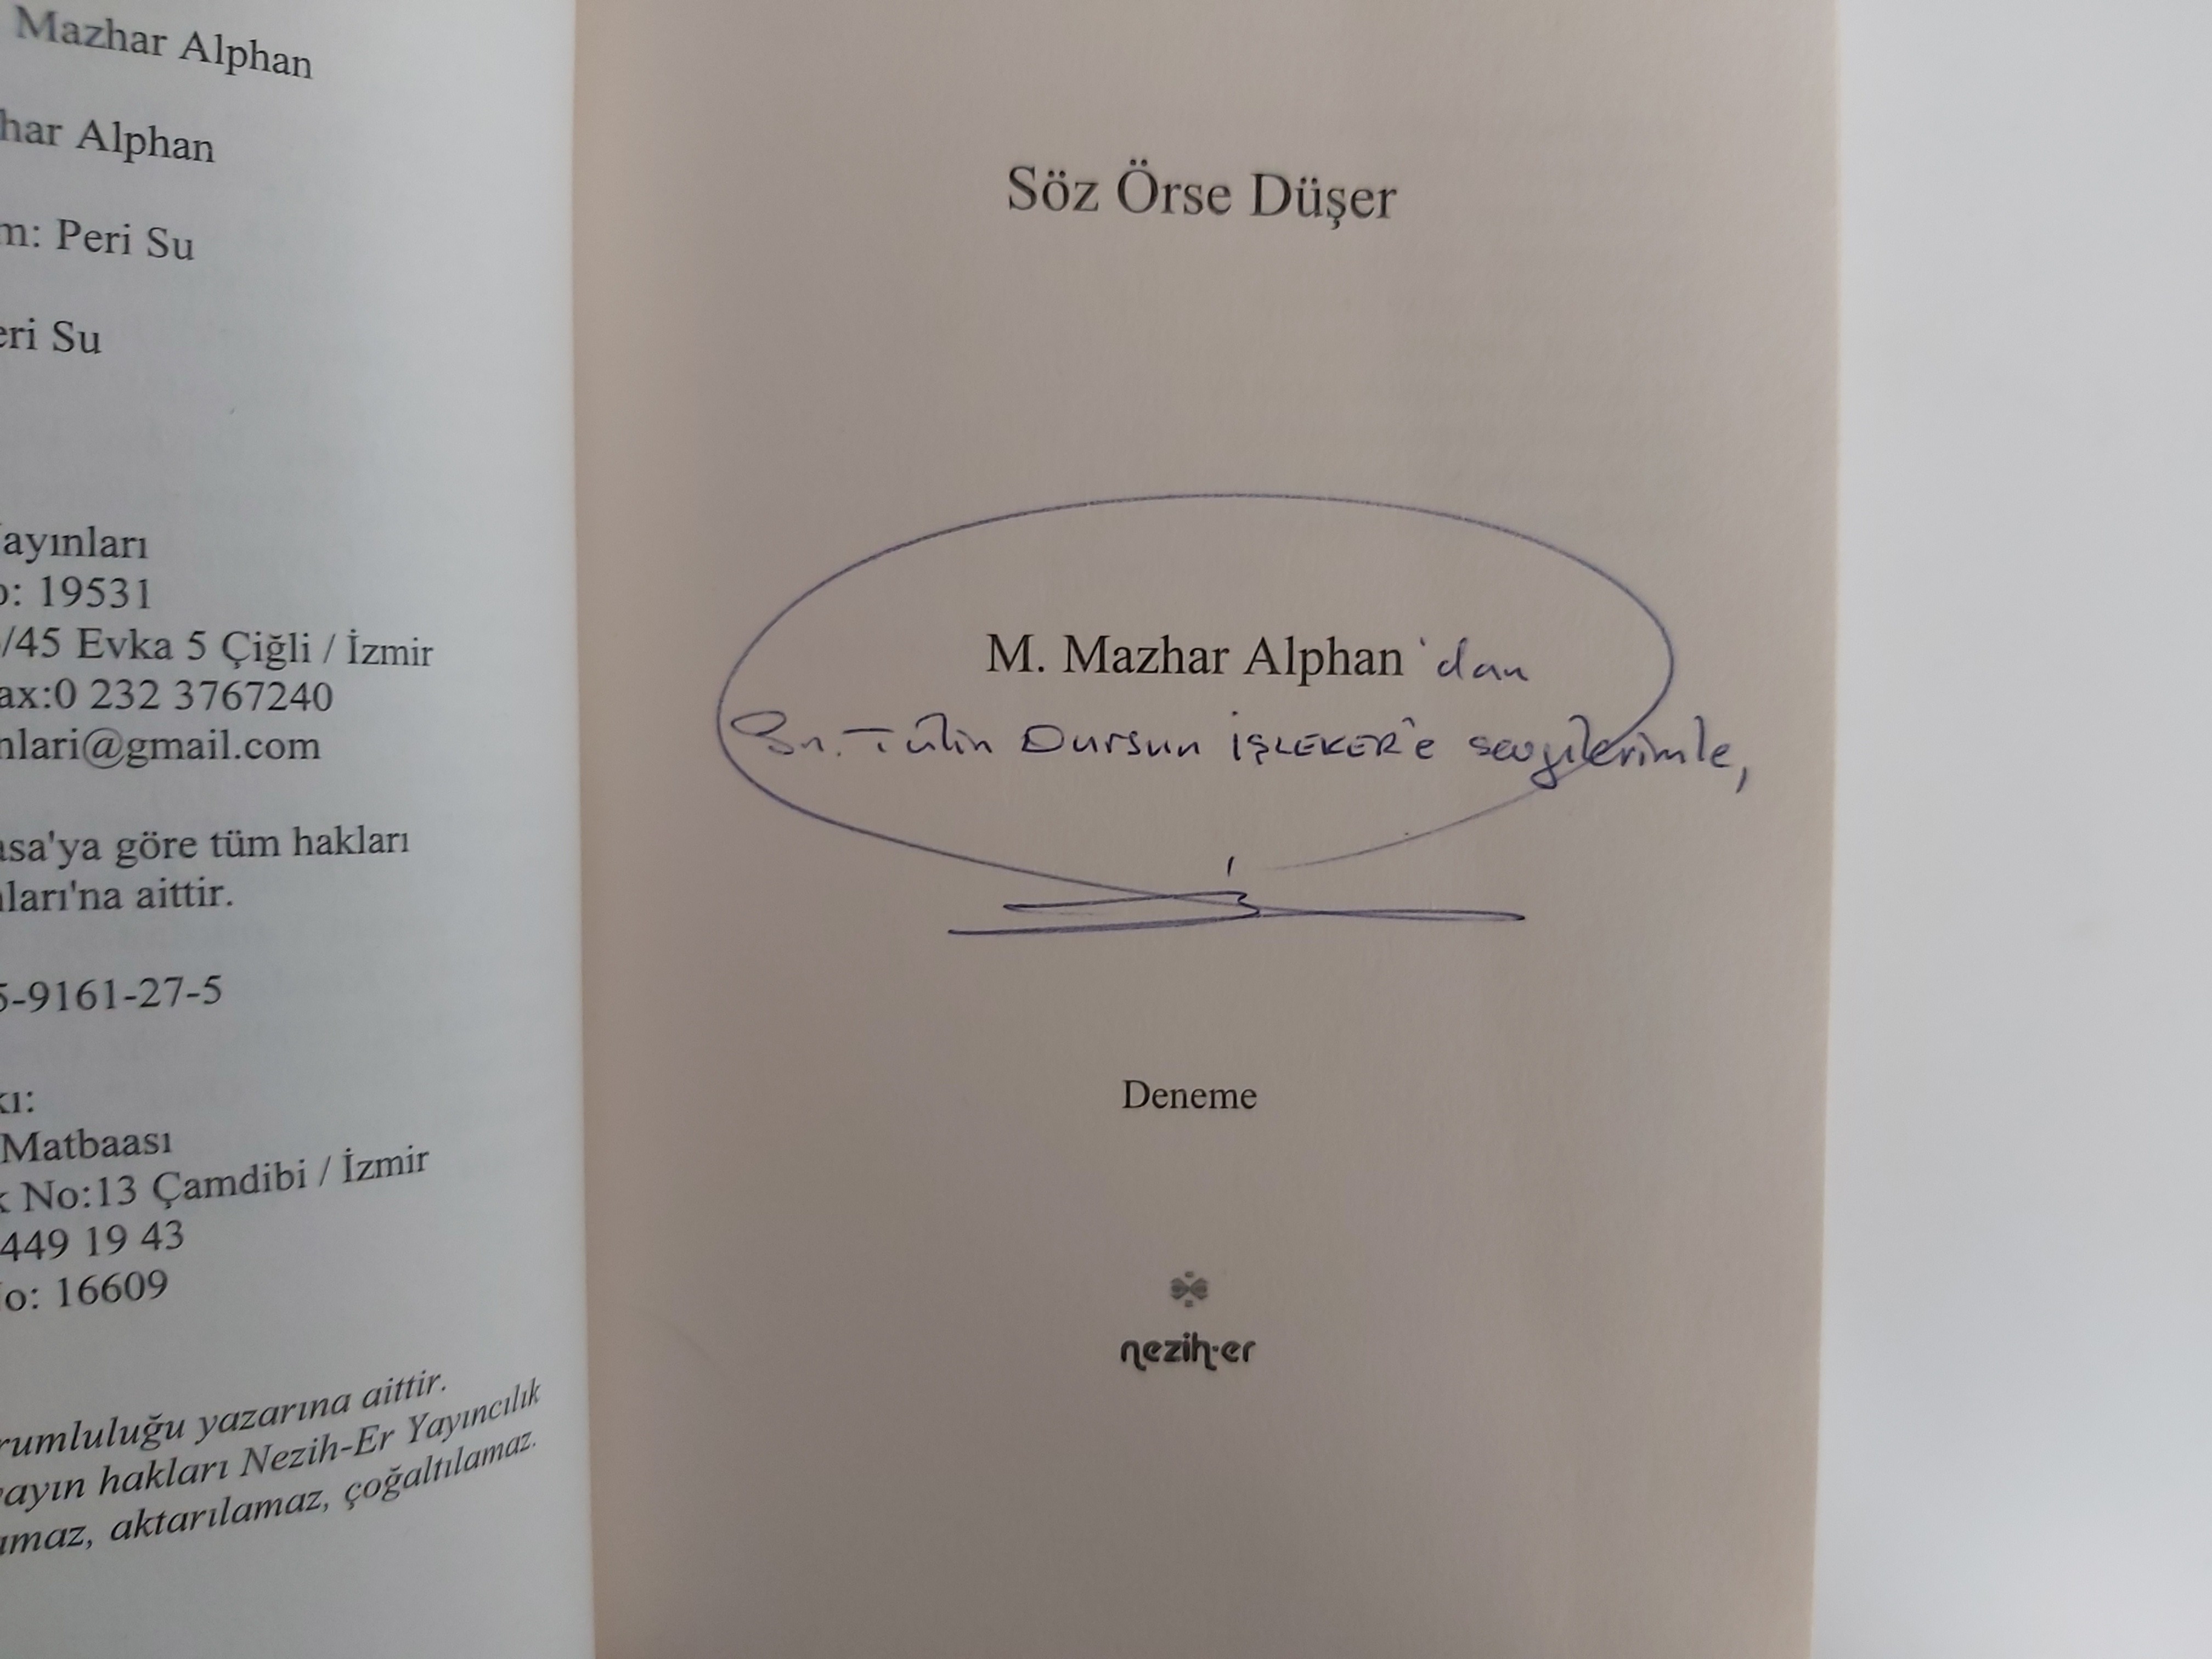 Mazhar Alphan
har Alphan
m: Peri Su
eri Su
Yayınları
o: 19531
/45 Evka 5 Çiğli / İzmir
ax:0 232 3767240
nlari@gmail.com
asa'ya göre tüm hakları
ıları'na aittir.
5-9161-27-5
kı:
Matbaası
k No:13 Çamdibi / İzmir
449 19 43
No: 16609
rumluluğu yazarına aittir.
yayın hakları Nezih-Er Yayıncılık
amaz, aktarılamaz, çoğaltılamaz.
Söz Örse Düşer
M. Mazhar Alphan'dan
Sn. Tülin Dursun İŞLEKER'e sevgilerimle,
Deneme
nezih·er